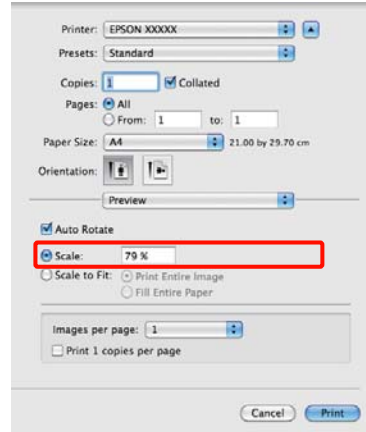 Printer: EPSON XXXXX
Presets: Standard
Copies: 1 Collated
Pages: All
From: 1 to: 1
Paper Size: A4 21.00 by 29.70 cm
Orientation:
Preview
Auto Rotate
Scale: 79 %
Scale to Fit: Print Entire Image
Fill Entire Paper
Images per page: 1
Print 1 copies per page
Cancel Print